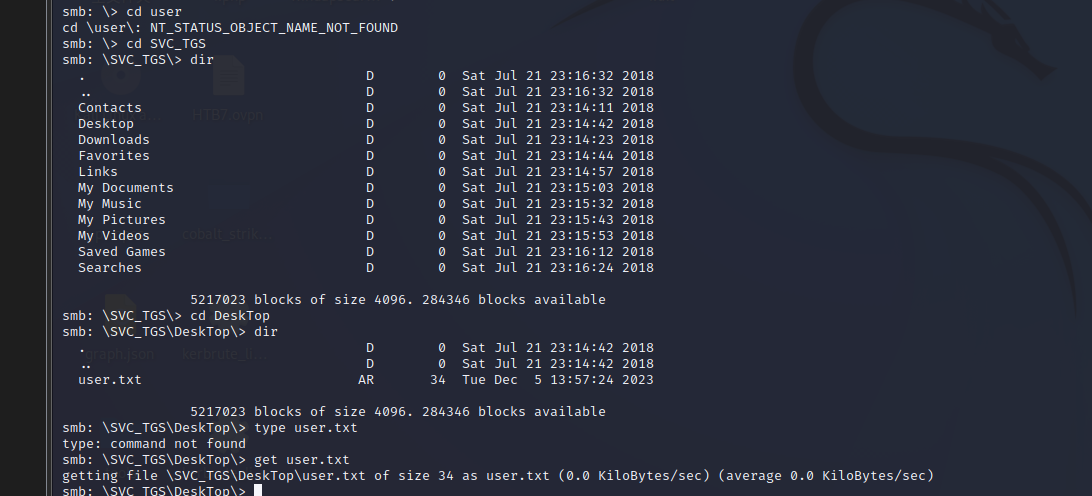 smb: \> cd user
cd \user\: NT_STATUS_OBJECT_NAME_NOT_FOUND
smb: \> cd SVC_TGS
smb: \SVC_TGS\> dir
  .                                   D        0  Sat Jul 21 23:16:32 2018
  ..                                  D        0  Sat Jul 21 23:16:32 2018
  Contacts                            D        0  Sat Jul 21 23:14:11 2018
  Desktop                             D        0  Sat Jul 21 23:14:42 2018
  Downloads                           D        0  Sat Jul 21 23:14:23 2018
  Favorites                           D        0  Sat Jul 21 23:14:44 2018
  Links                               D        0  Sat Jul 21 23:14:57 2018
  My Documents                        D        0  Sat Jul 21 23:15:03 2018
  My Music                            D        0  Sat Jul 21 23:15:32 2018
  My Pictures                         D        0  Sat Jul 21 23:15:43 2018
  My Videos                           D        0  Sat Jul 21 23:15:53 2018
  Saved Games                         D        0  Sat Jul 21 23:16:12 2018
  Searches                            D        0  Sat Jul 21 23:16:24 2018
                5217023 blocks of size 4096. 284346 blocks available
smb: \SVC_TGS\> cd DeskTop
smb: \SVC_TGS\DeskTop\> dir
  .                                   D        0  Sat Jul 21 23:14:42 2018
  ..                                  D        0  Sat Jul 21 23:14:42 2018
  user.txt                           AR       34  Tue Dec  5 13:57:24 2023
                5217023 blocks of size 4096. 284346 blocks available
smb: \SVC_TGS\DeskTop\> type user.txt
type: command not found
smb: \SVC_TGS\DeskTop\> get user.txt
getting file \SVC_TGS\DeskTop\user.txt of size 34 as user.txt (0.0 KiloBytes/sec) (average 0.0 KiloBytes/sec)
smb: \SVC_TGS\DeskTop\>
HTB7.ovpn
cobalt_strik...
graph.json